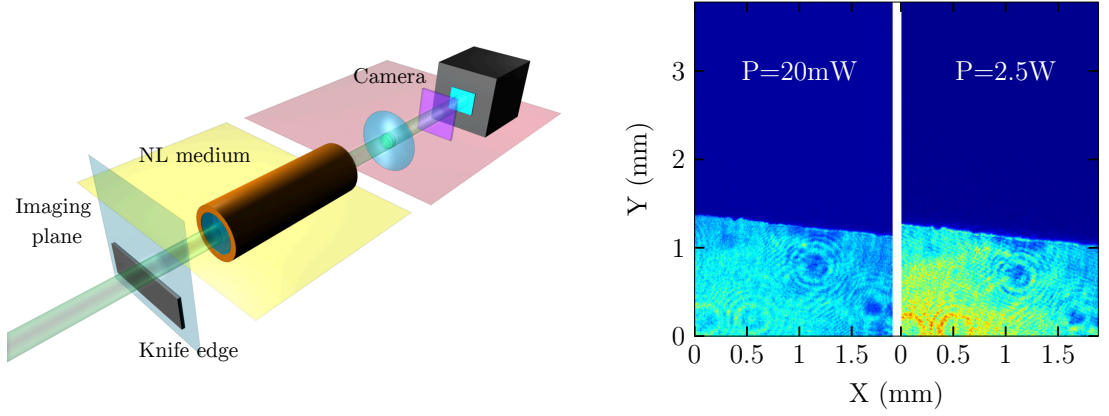 Camera
NL medium
Imaging
plane
Knife edge
P=20mW
P=2.5W
Y (mm)
3
2
1
0
0 0.5 1 1.5 0 0.5 1 1.5
X (mm)